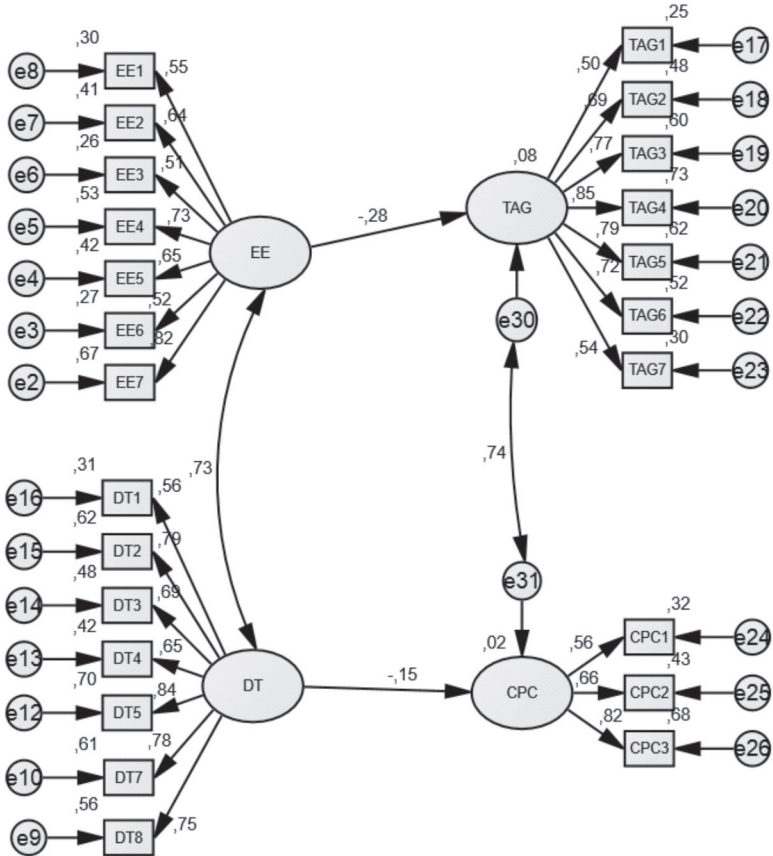 ,30
e8 EE1 ,55
,41
e7 EE2 ,64
,26
e6 EE3 ,51
,53
e5 EE4 ,73
,42
e4 EE5 ,65
,27
e3 EE6 ,52
,67
e2 EE7 ,82
EE
-,28
,08
TAG
,25
,50 TAG1 e17
,48
,69 TAG2 e18
,60
,77 TAG3 e19
,73
,85 TAG4 e20
,62
,79 TAG5 e21
,52
,72 TAG6 e22
,30
,54 TAG7 e23
e30
,73
,74
e31
,31
e16 DT1 ,56
,62
e15 DT2 ,79
,48
e14 DT3 ,69
,42
e13 DT4 ,65
,70
e12 DT5 ,84
,61
e10 DT7 ,78
,56
e9 DT8 ,75
DT
-,15
,02
CPC
,32
,56 CPC1 e24
,43
,66 CPC2 e25
,68
,82 CPC3 e26